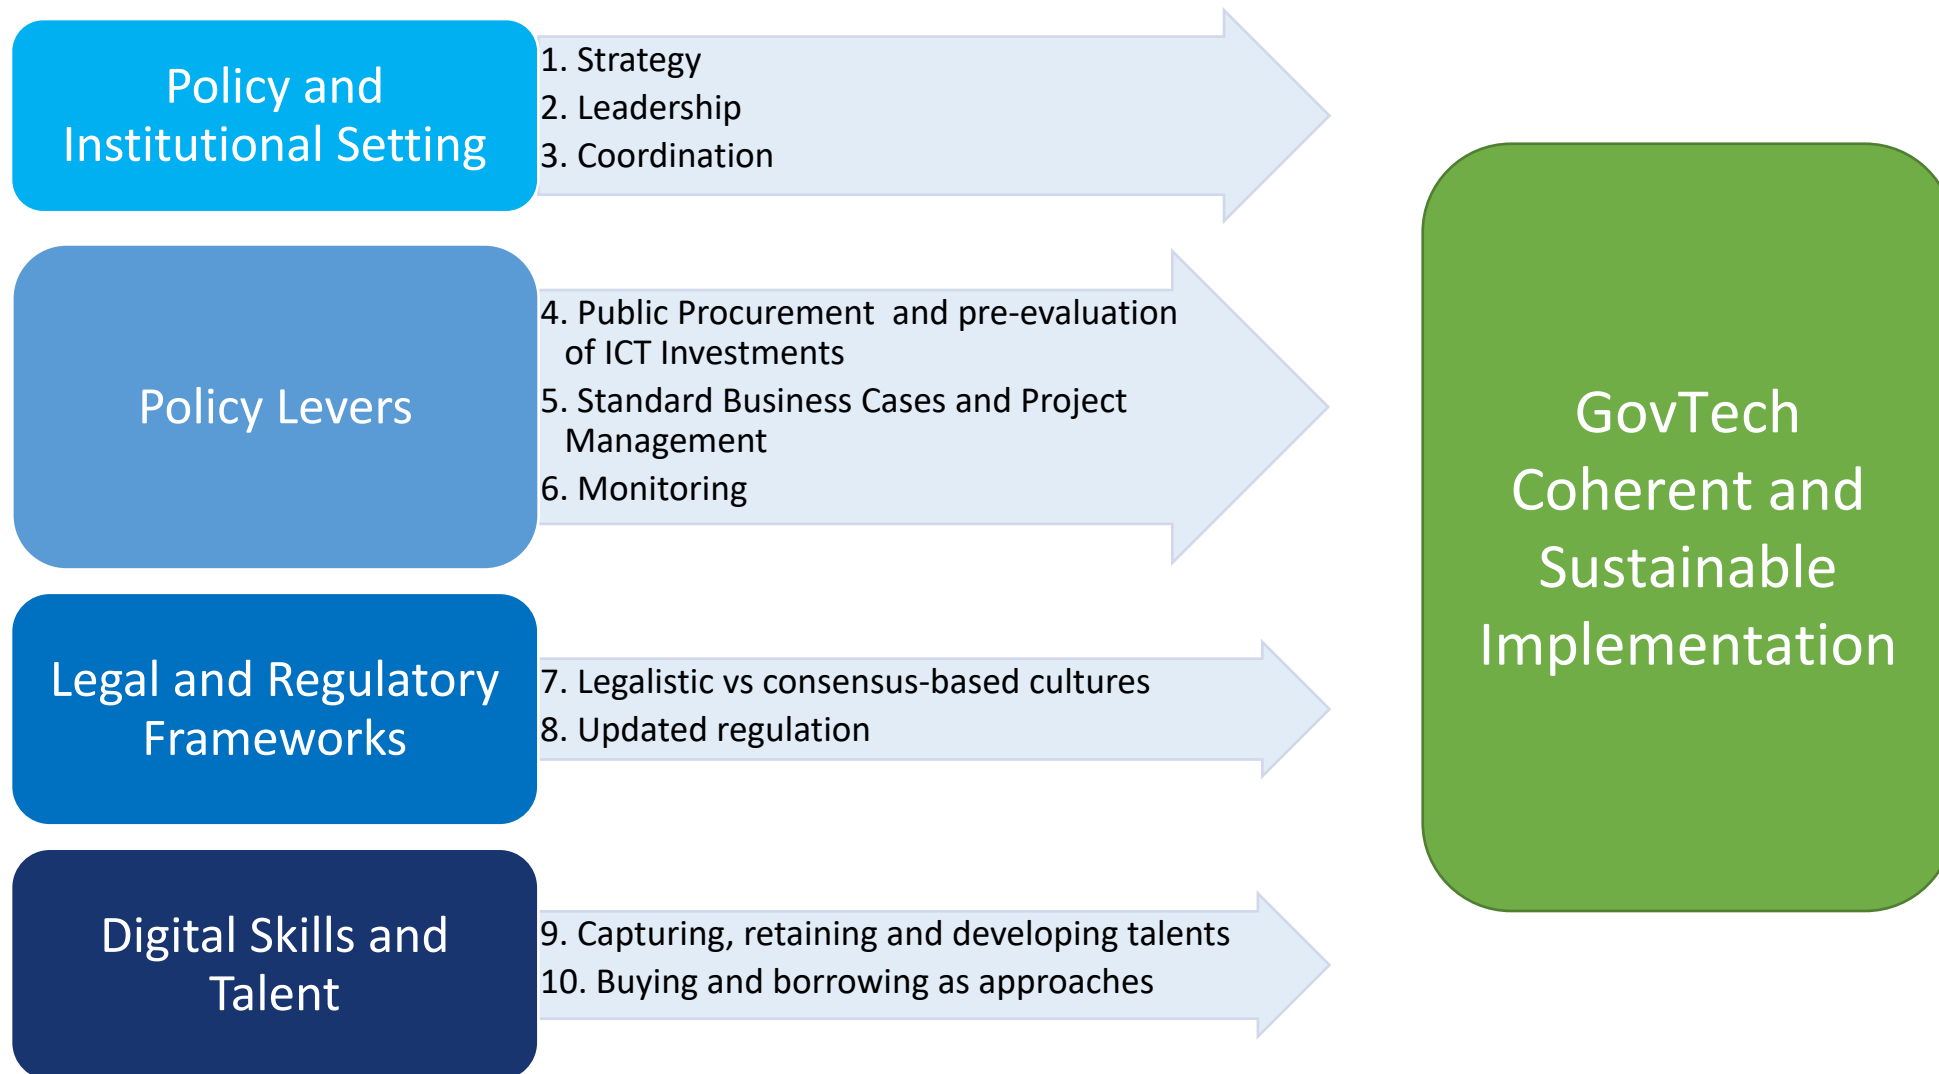 Policy and
Institutional Setting
1. Strategy
2. Leadership
3. Coordination
Policy Levers
4. Public Procurement  and pre-evaluation
of ICT Investments
5. Standard Business Cases and Project
Management
6. Monitoring
Legal and Regulatory
Frameworks
7. Legalistic vs consensus-based cultures
8. Updated regulation
Digital Skills and
Talent
9. Capturing, retaining and developing talents
10. Buying and borrowing as approaches
GovTech
Coherent and
Sustainable
Implementation